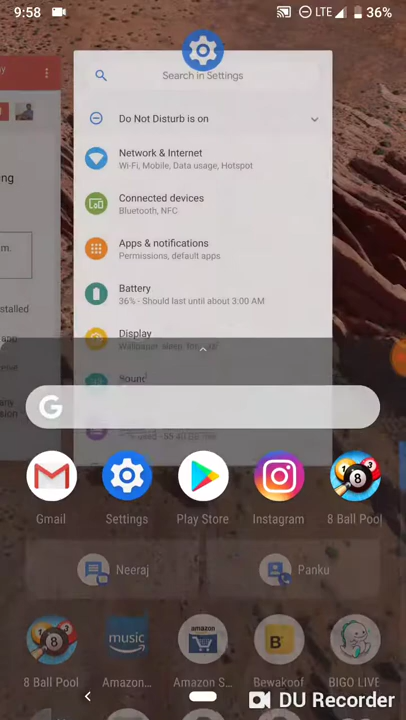 9:58
LTE
36%
Search in Settings
Do Not Disturb is on
Network & Internet
Wi-Fi, Mobile, Data usage, Hotspot
Connected devices
Bluetooth, NFC
Apps & notifications
Permissions, default apps
Battery
36% - Should last until about 3:00 AM
Display
Sound
G
Gmail
Settings
Play Store
Instagram
8 Ball Pool
Neeraj
Panku
music
amazon
8 Ball Pool
Amazon...
Amazon S...
Bewakoof
BIGO LIVE
DU Recorder